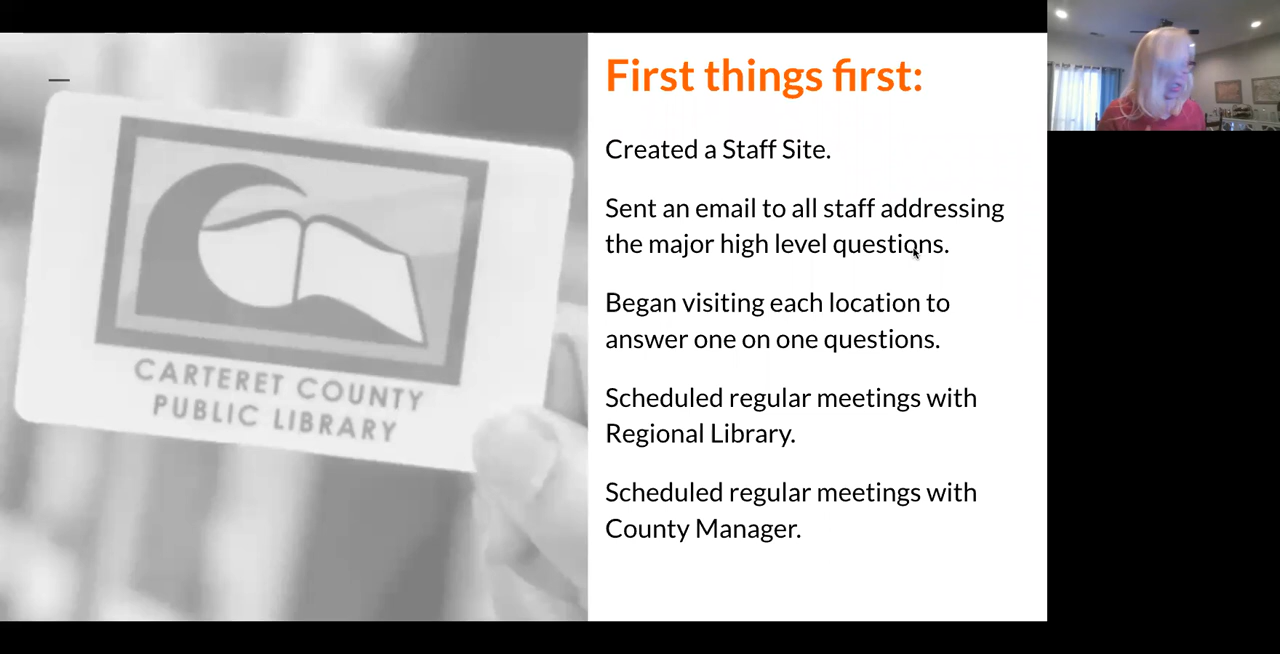 CARTERET COUNTY
PUBLIC LIBRARY
First things first:
Created a Staff Site.
Sent an email to all staff addressing
the major high level questions.
Began visiting each location to
answer one on one questions.
Scheduled regular meetings with
Regional Library.
Scheduled regular meetings with
County Manager.